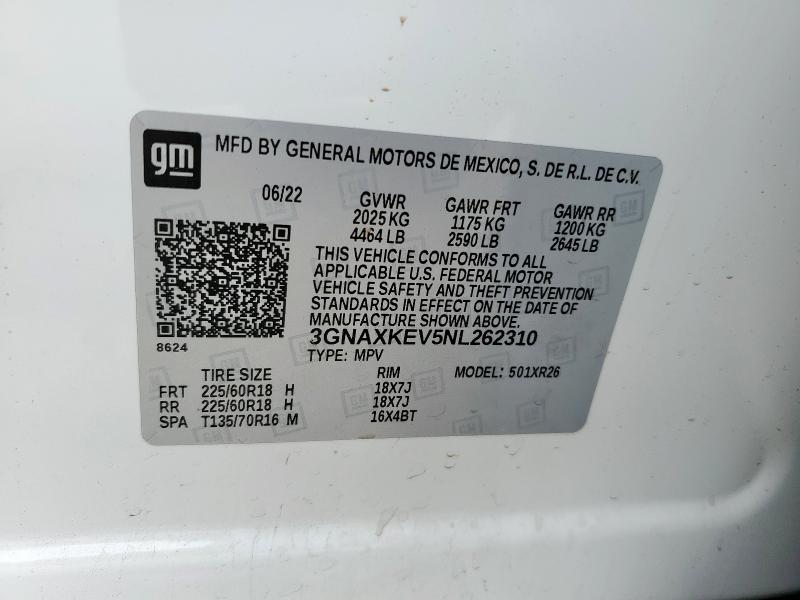 gm MFD BY GENERAL MOTORS DE MEXICO, S. DE R.L. DE C.V.
06/22 GVWR GAWR FRT GAWR RR
2025 KG 1175 KG 1200 KG
4464 LB 2590 LB 2645 LB
THIS VEHICLE CONFORMS TO ALL
APPLICABLE U.S. FEDERAL MOTOR
VEHICLE SAFETY AND THEFT PREVENTION
STANDARDS IN EFFECT ON THE DATE OF
MANUFACTURE SHOWN ABOVE.
8624 3GNAXKEV5NL262310
TYPE: MPV
TIRE SIZE RIM MODEL: 501XR26
FRT 225/60R18 H 18X7J
RR 225/60R18 H 18X7J
SPA T135/70R16 M 16X4BT